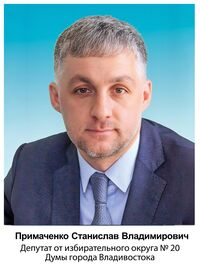 Примаченко Станислав Владимирович
Депутат от избирательного округа № 20
Думы города Владивостока